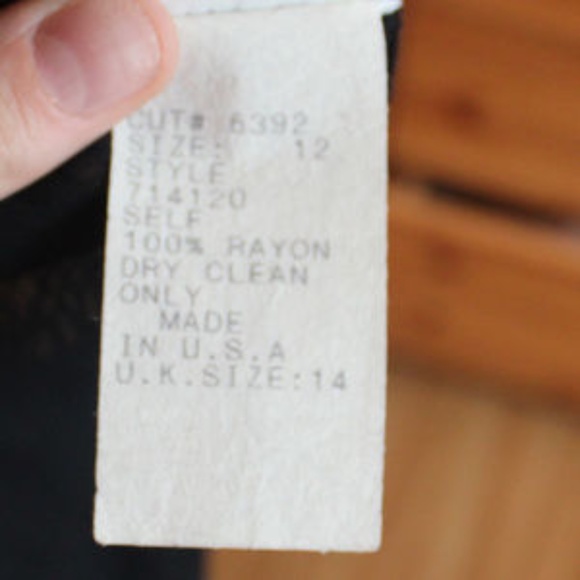 CUT# 6392
SIZE: 12
STYLE
714120
SELF
100% RAYON
DRY CLEAN
ONLY
MADE
IN U.S.A
U.K.SIZE:14